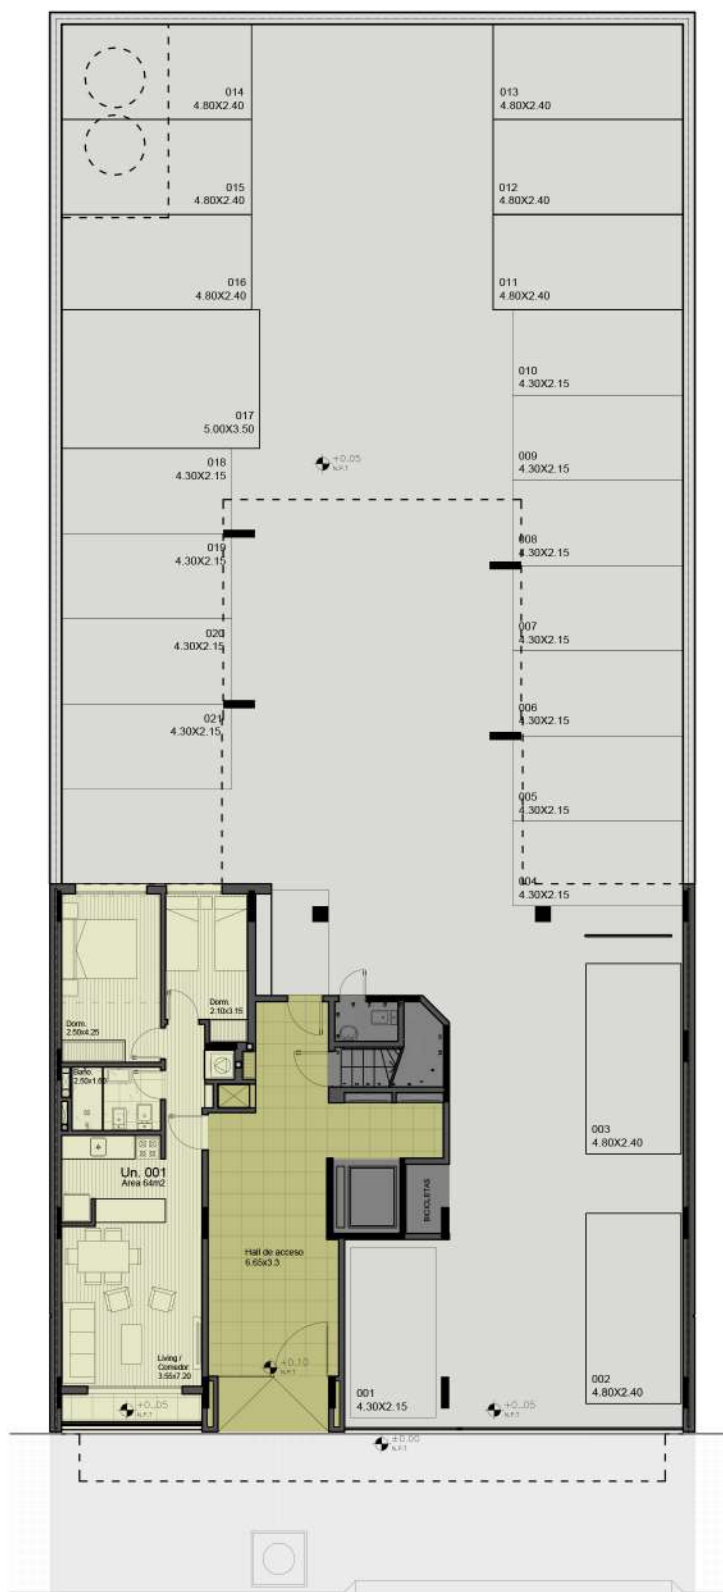 014
4.80X2.40
013
4.80X2.40
015
4.80X2.40
012
4.80X2.40
016
4.80X2.40
011
4.80X2.40
010
4.30X2.15
017
5.00X3.50
018
4.30X2.15
+0.05
N.P.T
009
4.30X2.15
019
4.30X2.15
008
4.30X2.15
020
4.30X2.15
007
4.30X2.15
021
4.30X2.15
006
4.30X2.15
005
4.30X2.15
004
4.30X2.15
Dorm.
2.10x3.15
Dorm.
2.50x4.25
Baño.
2.50x1.60
Un. 001
Area 64m2
BICICLETAS
003
4.80X2.40
Hall de acceso
6.65x3.3
Living /
Comedor
3.55x7.20
+0.10
N.P.T
001
4.30X2.15
002
4.80X2.40
+0.05
N.P.T
+0.05
N.P.T
±0.00
N.P.T